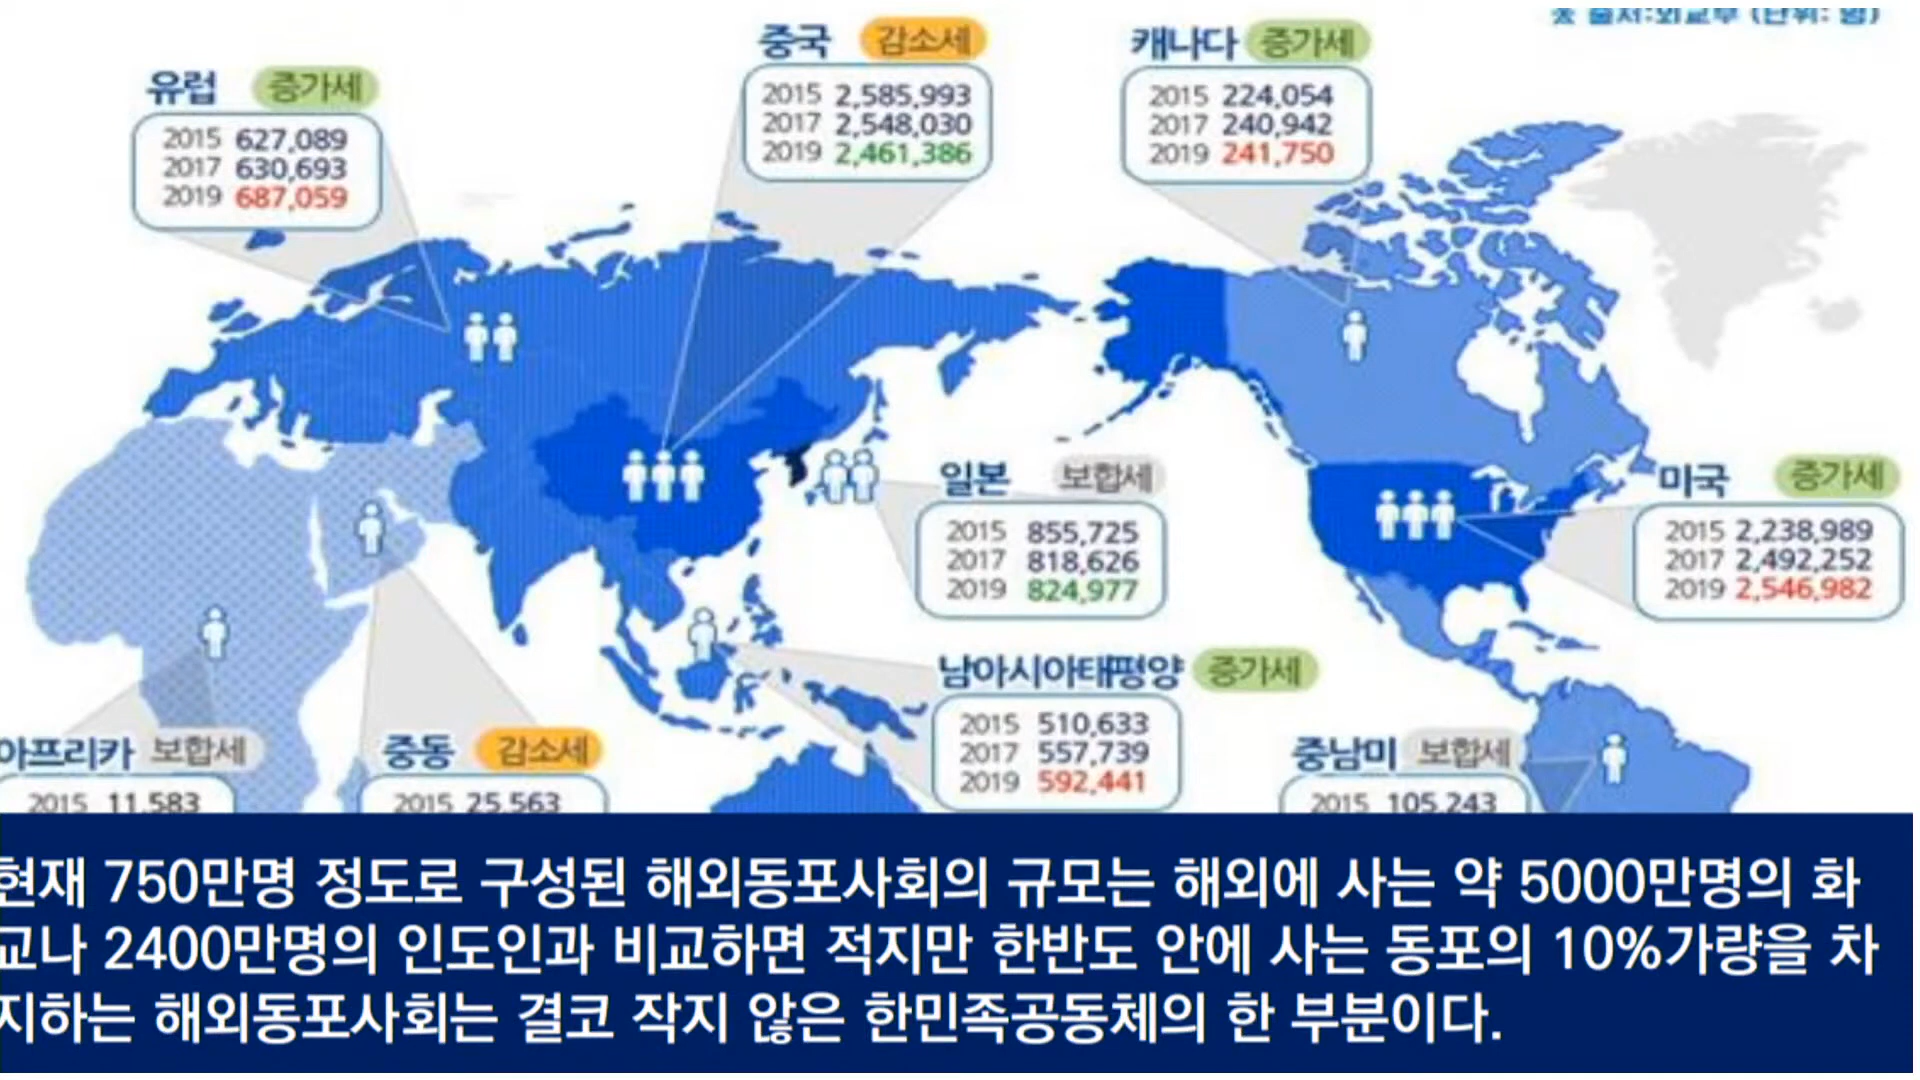 ※ 출처:외교부 (단위: 명)
중국 감소세
2015 2,585,993
2017 2,548,030
2019 2,461,386
캐나다 증가세
2015 224,054
2017 240,942
2019 241,750
유럽 증가세
2015 627,089
2017 630,693
2019 687,059
일본 보합세
2015 855,725
2017 818,626
2019 824,977
미국 증가세
2015 2,238,989
2017 2,492,252
2019 2,546,982
남아시아태평양 증가세
2015 510,633
2017 557,739
2019 592,441
아프리카 보합세
2015 11,583
중동 감소세
2015 25,563
중남미 보합세
2015 105,243
현재 750만명 정도로 구성된 해외동포사회의 규모는 해외에 사는 약 5000만명의 화
교나 2400만명의 인도인과 비교하면 적지만 한반도 안에 사는 동포의 10%가량을 차
지하는 해외동포사회는 결코 작지 않은 한민족공동체의 한 부분이다.